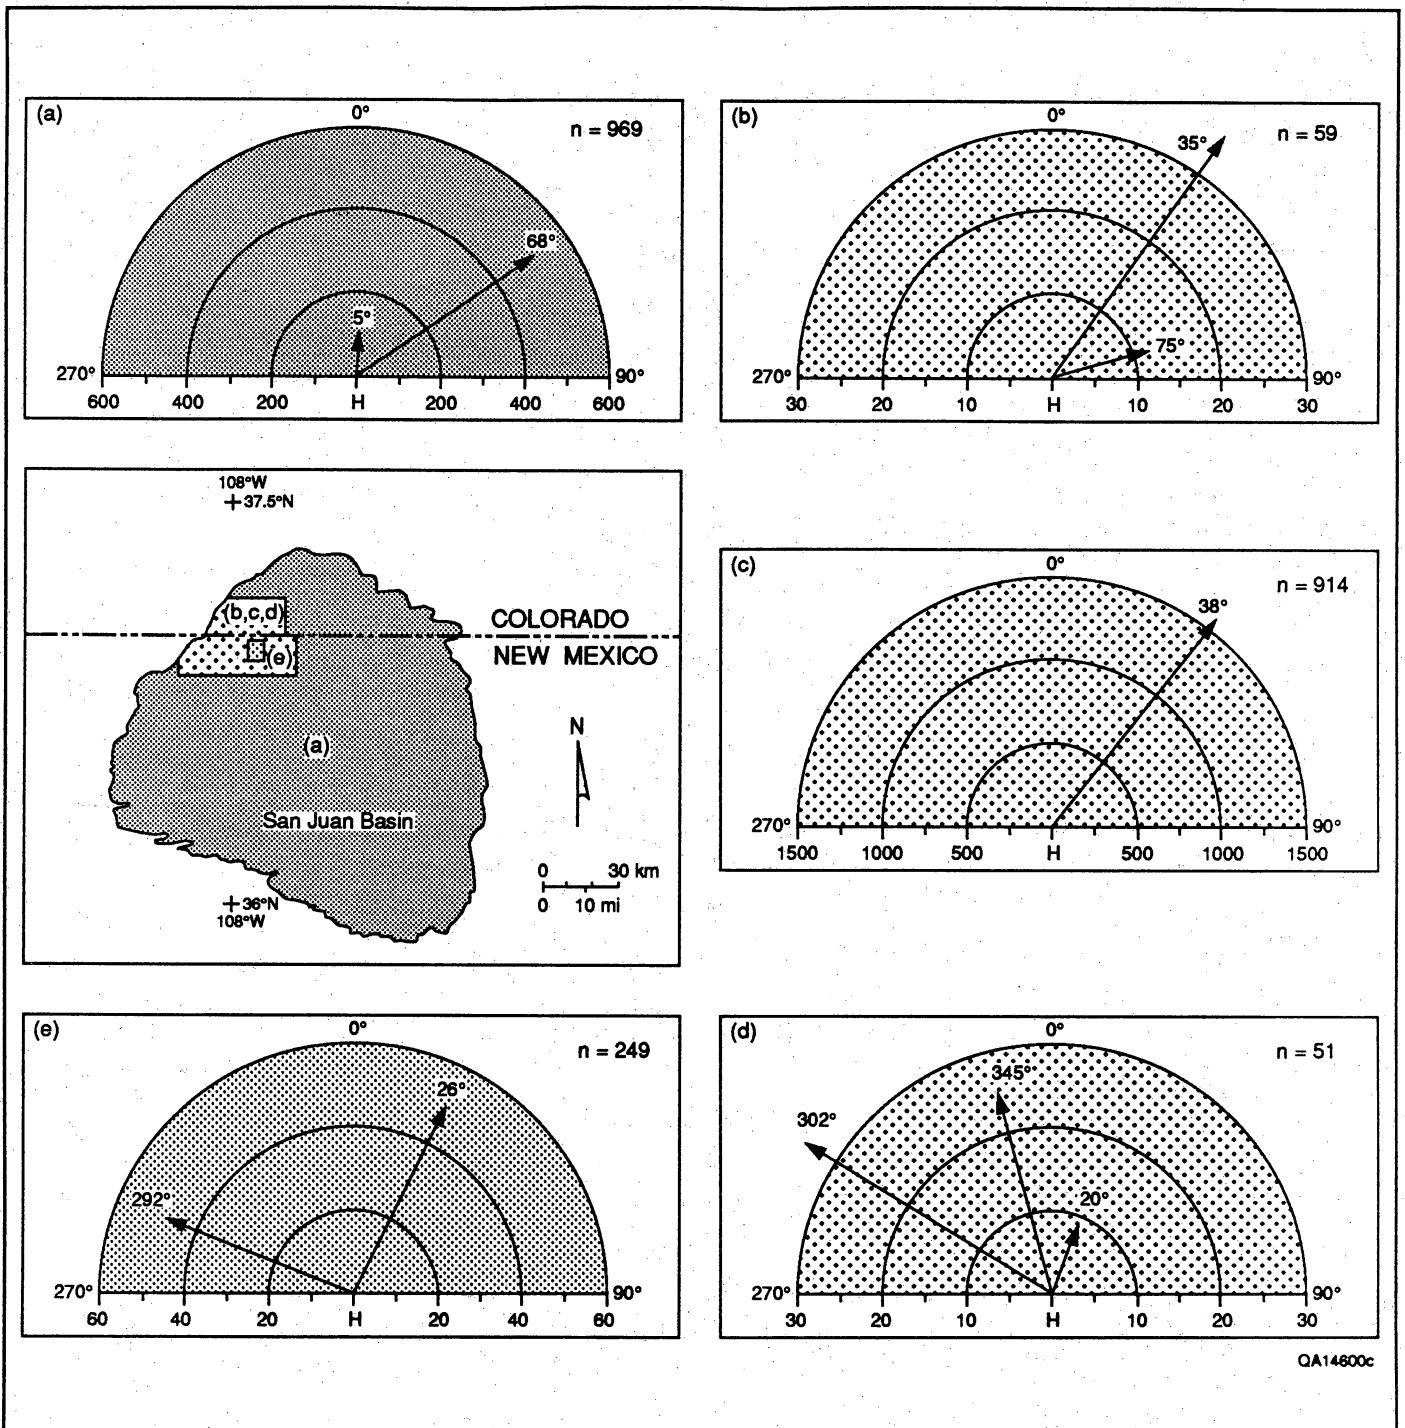 (a)
0°
n = 969
68°
5°
270°
90°
600 400 200 H 200 400 600
(b)
0°
n = 59
35°
75°
270°
90°
30 20 10 H 10 20 30
108°W
37.5°N
(b,c,d)
COLORADO
(e)
NEW MEXICO
N
(a)
San Juan Basin
0 30 km
0 10 mi
36°N
108°W
(c)
0°
n = 914
38°
270°
90°
1500 1000 500 H 500 1000 1500
(e)
0°
n = 249
26°
292°
270°
90°
60 40 20 H 20 40 60
(d)
0°
n = 51
345°
302°
20°
270°
90°
30 20 10 H 10 20 30
QA14600c